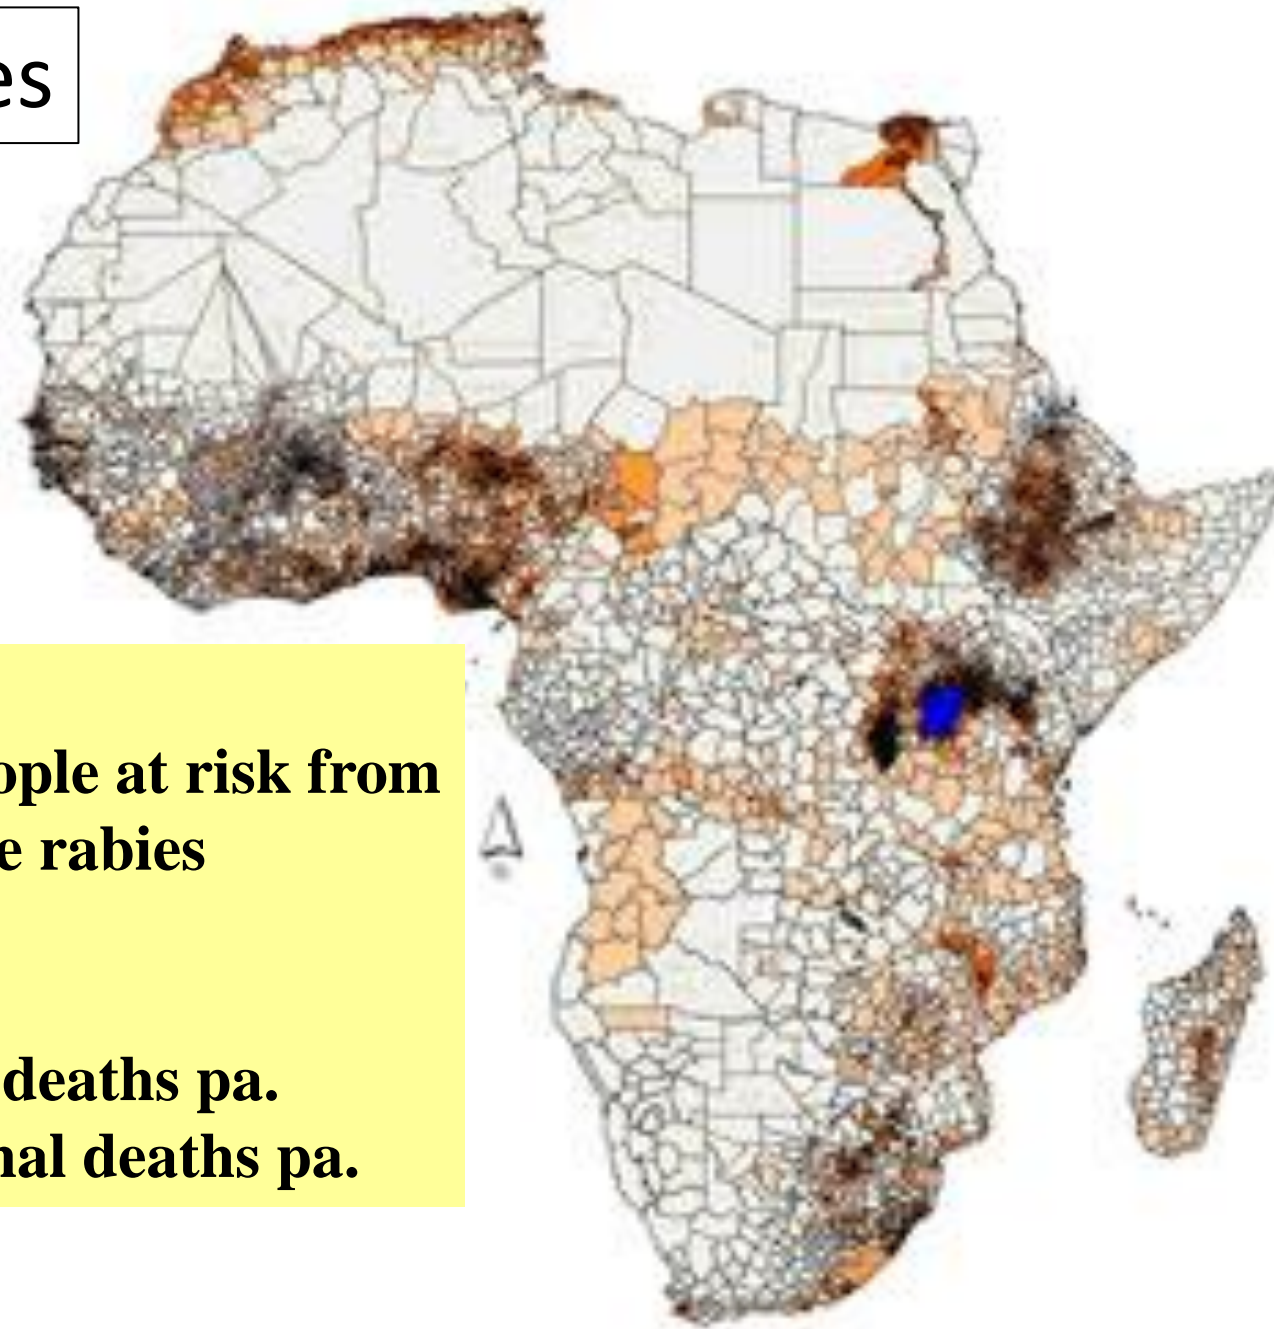 es
ople at risk from
e rabies
deaths pa.
nal deaths pa.